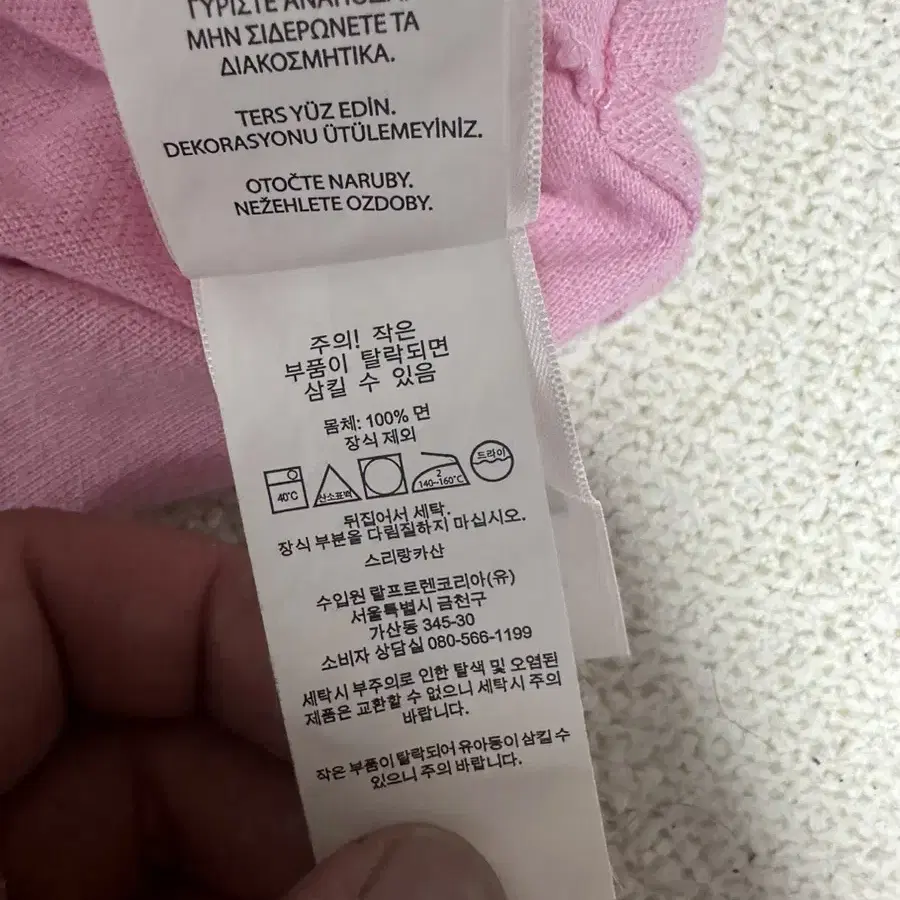 ΓΥΡΙΣΤΕ ΑΝΑΠΟΔΑ.
ΜΗΝ ΣΙΔΕΡΩΝΕΤΕ ΤΑ
ΔΙΑΚΟΣΜΗΤΙΚΑ.
TERS YÜZ EDİN.
DEKORASYONU ÜTÜLEMEYİNİZ.
OTOČTE NARUBY.
NEŽEHLETE OZDOBY.
주의! 작은
부품이 탈락되면
삼킬 수 있음
몸체: 100% 면
장식 제외
40°C 산소표백 2 140~160°C 드라이
뒤집어서 세탁.
장식 부분을 다림질하지 마십시오.
스리랑카산
수입원 랄프로렌코리아(유)
서울특별시 금천구
가산동 345-30
소비자 상담실 080-566-1199
세탁시 부주의로 인한 탈색 및 오염된
제품은 교환할 수 없으니 세탁시 주의
바랍니다.
작은 부품이 탈락되어 유아동이 삼킬 수
있으니 주의 바랍니다.